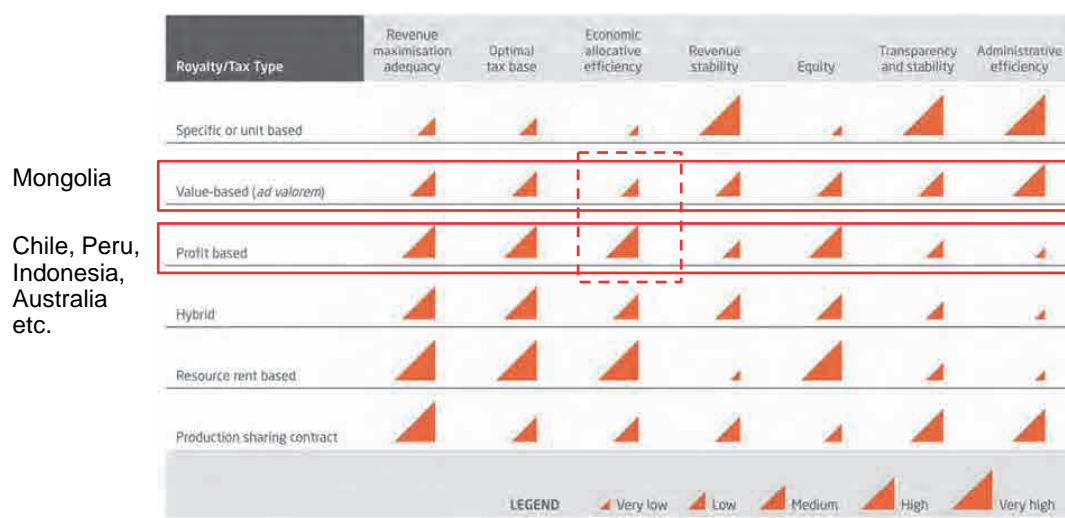 Royalty/Tax Type
Revenue
maximisation
adequacy
Optimal
tax base
Economic
allocative
efficiency
Revenue
stability
Equity
Transparency
and stability
Administrative
efficiency
Specific or unit based
Mongolia
Value-based (ad valorem)
Chile, Peru,
Indonesia,
Australia
etc.
Profit based
Hybrid
Resource rent based
Production sharing contract
LEGEND Very low Low Medium High Very high